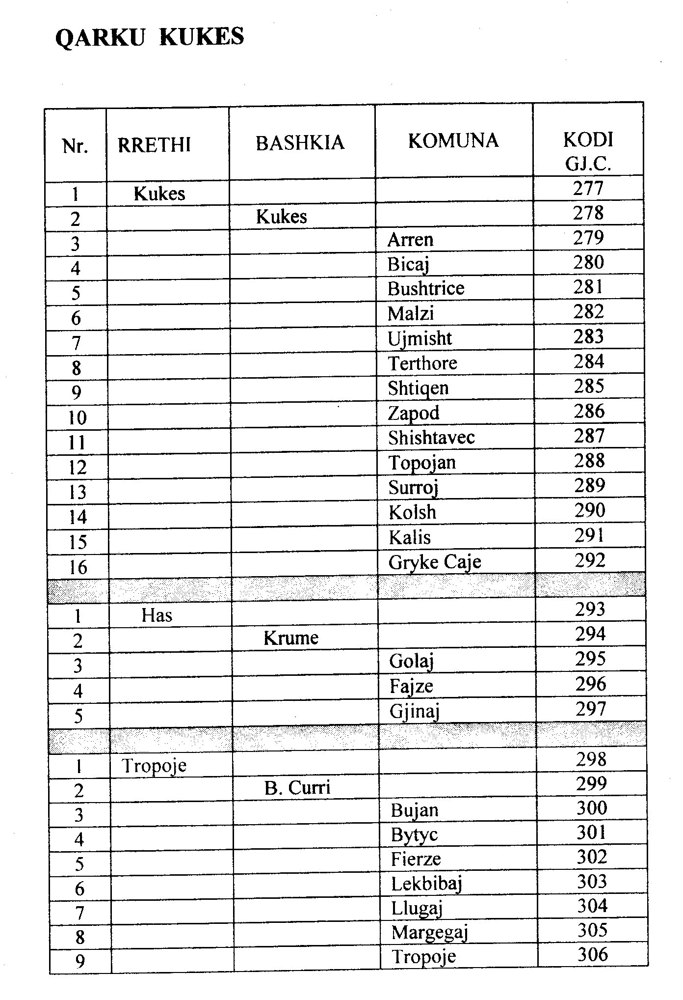 QARKU KUKES
Nr. RRETHI BASHKIA KOMUNA KODI GJ.C.
1 Kukes 277
2 Kukes 278
3 Arren 279
4 Bicaj 280
5 Bushtrice 281
6 Malzi 282
7 Ujmisht 283
8 Terthore 284
9 Shtiqen 285
10 Zapod 286
11 Shishtavec 287
12 Topojan 288
13 Surroj 289
14 Kolsh 290
15 Kalis 291
16 Gryke Caje 292
1 Has 293
2 Krume 294
3 Golaj 295
4 Fajze 296
5 Gjinaj 297
1 Tropoje 298
2 B. Curri 299
3 Bujan 300
4 Bytyc 301
5 Fierze 302
6 Lekbibaj 303
7 Llugaj 304
8 Margegaj 305
9 Tropoje 306